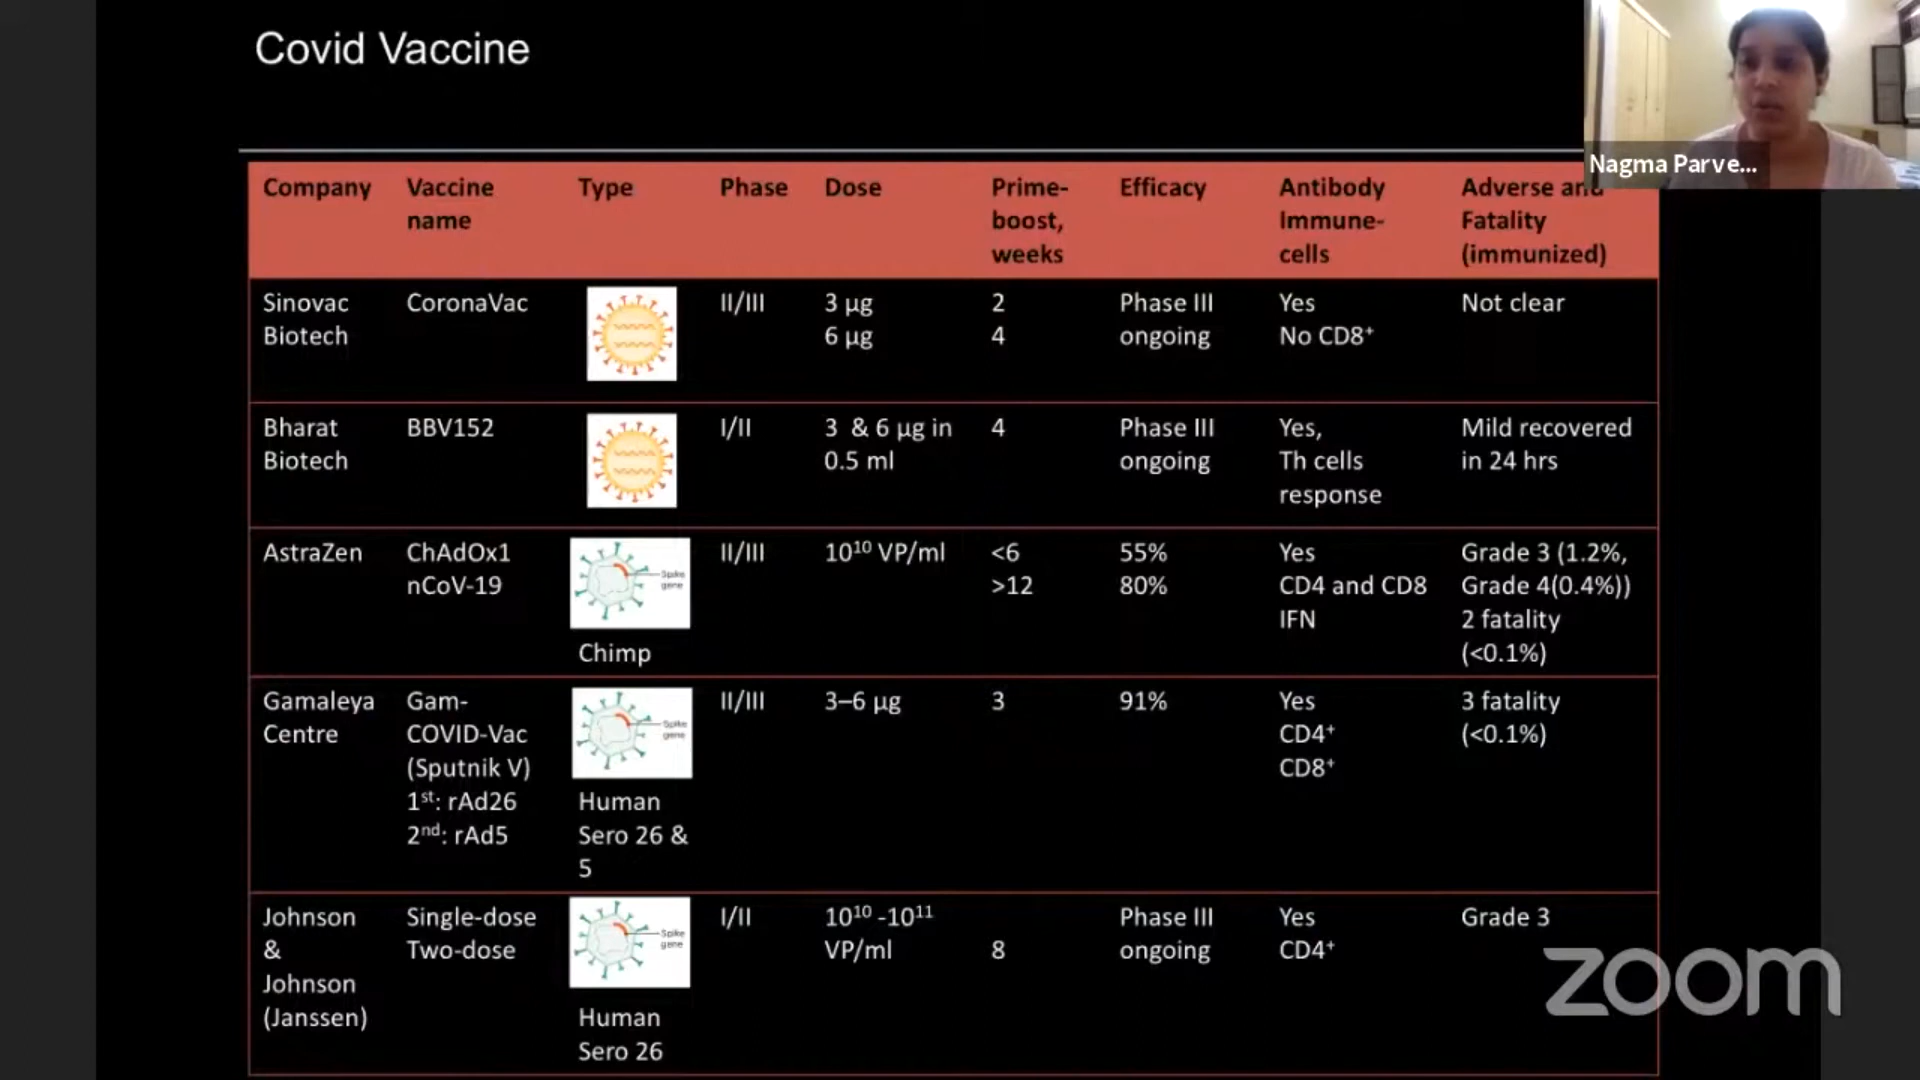 Covid Vaccine
Nagma Parve...
Company Vaccine name Type Phase Dose Prime-boost, weeks Efficacy Antibody Immune-cells Adverse and Fatality (immunized)
Sinovac Biotech CoronaVac II/III 3 µg 6 µg 2 4 Phase III ongoing Yes No CD8⁺ Not clear
Bharat Biotech BBV152 I/II 3 & 6 µg in 0.5 ml 4 Phase III ongoing Yes, Th cells response Mild recovered in 24 hrs
AstraZen ChAdOx1 nCoV-19 Spike gene Chimp II/III 10¹⁰ VP/ml <6 >12 55% 80% Yes CD4 and CD8 IFN Grade 3 (1.2%, Grade 4(0.4%)) 2 fatality (<0.1%)
Gamaleya Centre Gam-COVID-Vac (Sputnik V) 1ˢᵗ: rAd26 2ⁿᵈ: rAd5 Spike gene Human Sero 26 & 5 II/III 3–6 µg 3 91% Yes CD4⁺ CD8⁺ 3 fatality (<0.1%)
Johnson & Johnson (Janssen) Single-dose Two-dose Spike gene Human Sero 26 I/II 10¹⁰ -10¹¹ VP/ml 8 Phase III ongoing Yes CD4⁺ Grade 3
zoom